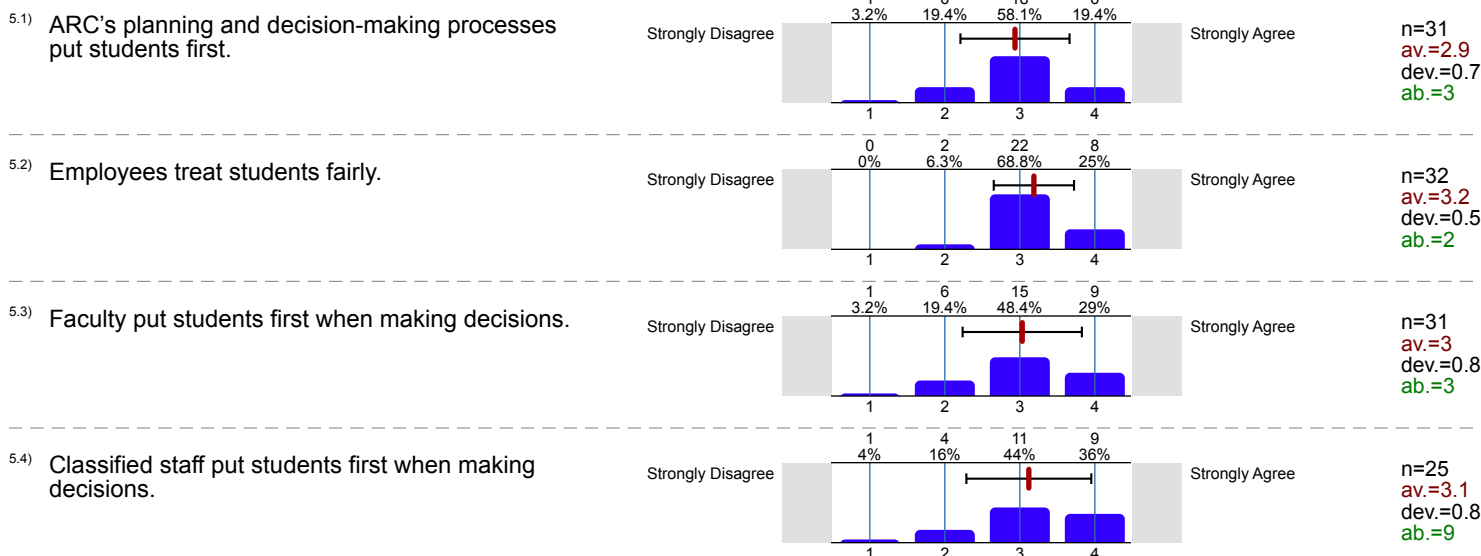 5.1) ARC’s planning and decision-making processes
put students first.
Strongly Disagree
3.2% 19.4% 58.1% 19.4%
1 2 3 4
Strongly Agree
n=31
av.=2.9
dev.=0.7
ab.=3
5.2) Employees treat students fairly.
Strongly Disagree
0 2 22 8
0% 6.3% 68.8% 25%
1 2 3 4
Strongly Agree
n=32
av.=3.2
dev.=0.5
ab.=2
5.3) Faculty put students first when making decisions.
Strongly Disagree
1 6 15 9
3.2% 19.4% 48.4% 29%
1 2 3 4
Strongly Agree
n=31
av.=3
dev.=0.8
ab.=3
5.4) Classified staff put students first when making
decisions.
Strongly Disagree
1 4 11 9
4% 16% 44% 36%
1 2 3 4
Strongly Agree
n=25
av.=3.1
dev.=0.8
ab.=9